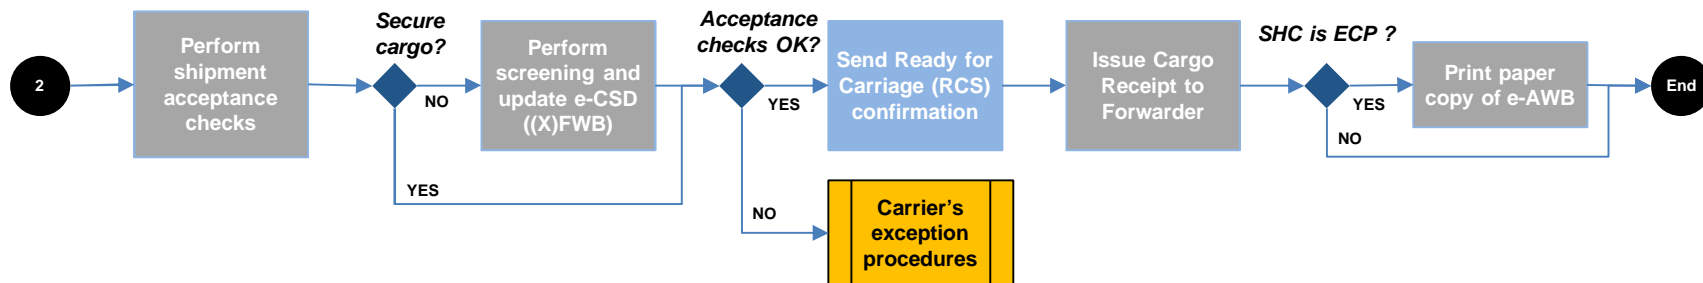 2
Perform
shipment
acceptance
checks
Secure
cargo?
NO
YES
Perform
screening and
update e-CSD
((X)FWB)
Acceptance
checks OK?
YES
NO
Send Ready for
Carriage (RCS)
confirmation
Carrier's
exception
procedures
Issue Cargo
Receipt to
Forwarder
SHC is ECP ?
YES
NO
Print paper
copy of e-AWB
End